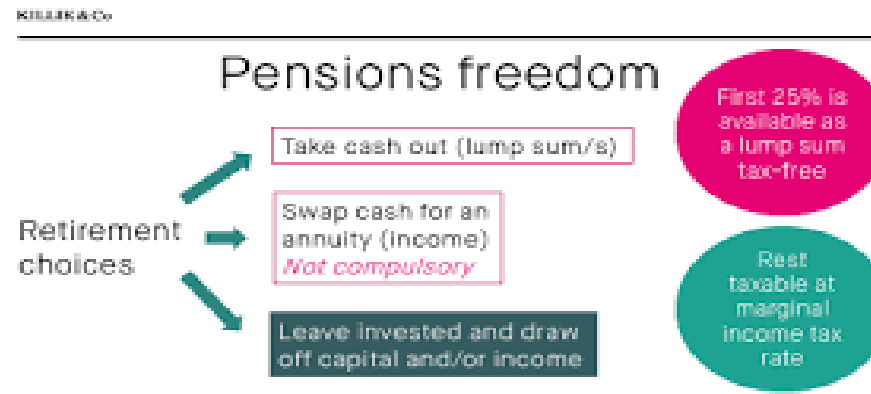 KILLIK & Co
Pensions freedom
First 25% is
available as
a lump sum
tax-free
Take cash out (lump sum/s)
Retirement
choices
Swap cash for an
annuity (income)
Not compulsory
Leave invested and draw
off capital and/or income
Rest
taxable at
marginal
income tax
rate